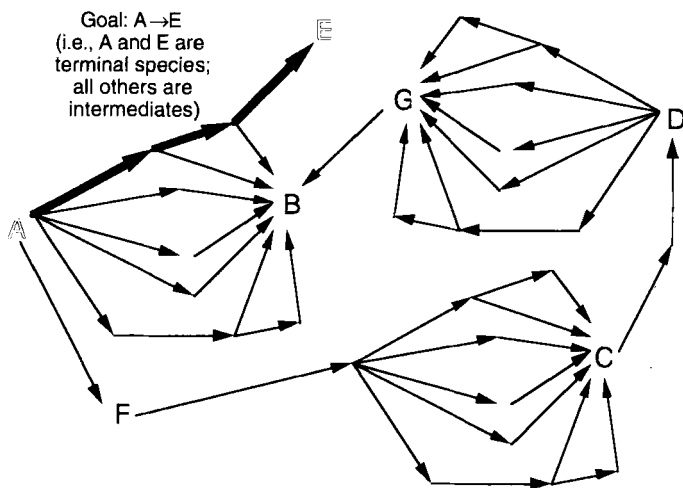 Goal: A→E
(i.e., A and E are
terminal species;
all others are
intermediates)
E
G
D
B
A
C
F